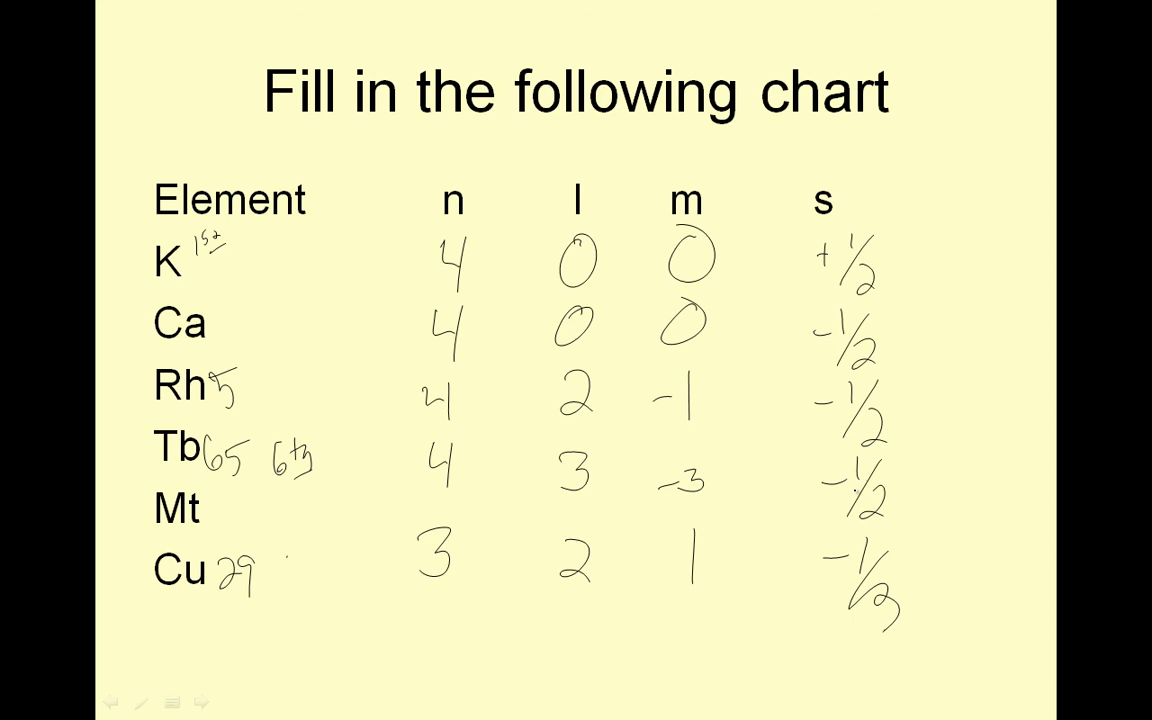 Fill in the following chart
Element n l m s
K 4 0 0 +1/2
Ca 4 0 0 -1/2
Rh 5 4 2 -1 -1/2
Tb 65 6th 4 3 -3 -1/2
Mt
Cu 29 3 2 1 -1/2